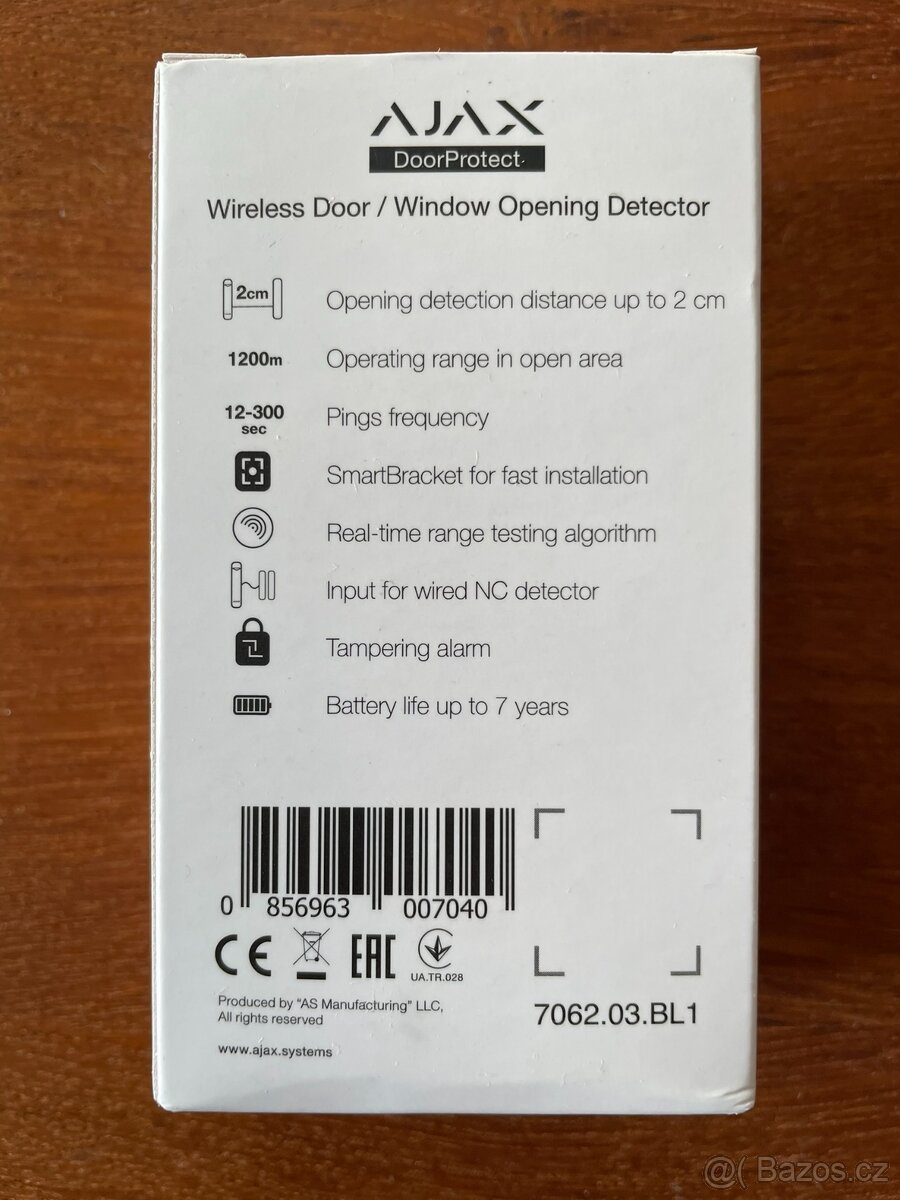 AJAX
DoorProtect
Wireless Door / Window Opening Detector
2cm Opening detection distance up to 2 cm
1200m Operating range in open area
12-300
sec
Pings frequency
SmartBracket for fast installation
Real-time range testing algorithm
Input for wired NC detector
Tampering alarm
Battery life up to 7 years
0 856963 007040
CE EAC
UA.TR.028
Produced by “AS Manufacturing” LLC,
All rights reserved
7062.03.BL1
www.ajax.systems
@( Bazos.cz